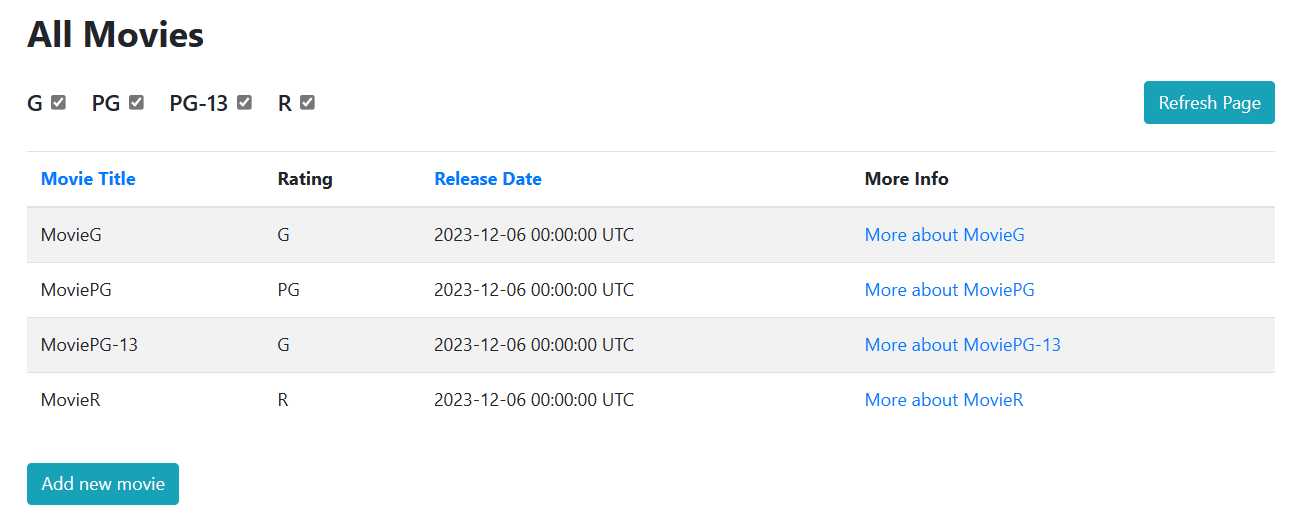 All Movies
G PG PG-13 R Refresh Page
Movie Title Rating Release Date More Info
MovieG G 2023-12-06 00:00:00 UTC More about MovieG
MoviePG PG 2023-12-06 00:00:00 UTC More about MoviePG
MoviePG-13 G 2023-12-06 00:00:00 UTC More about MoviePG-13
MovieR R 2023-12-06 00:00:00 UTC More about MovieR
Add new movie